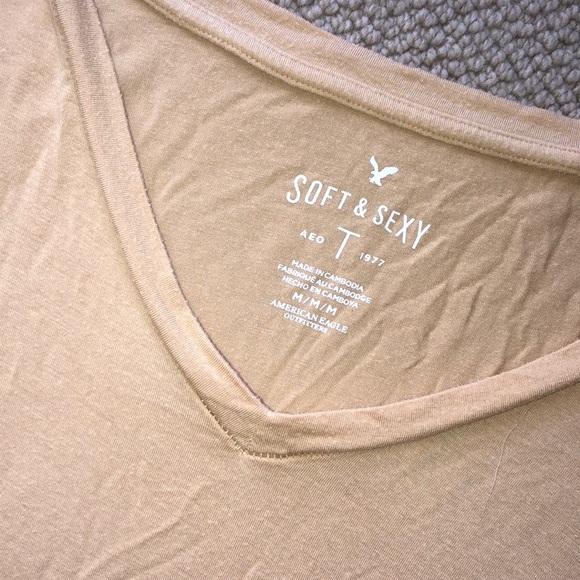 SOFT & SEXY
AEO T 1977
MADE IN CAMBODIA
FABRIQUÉ AU CAMBODGE
HECHO EN CAMBOYA
M/M/M
AMERICAN EAGLE
OUTFITTERS